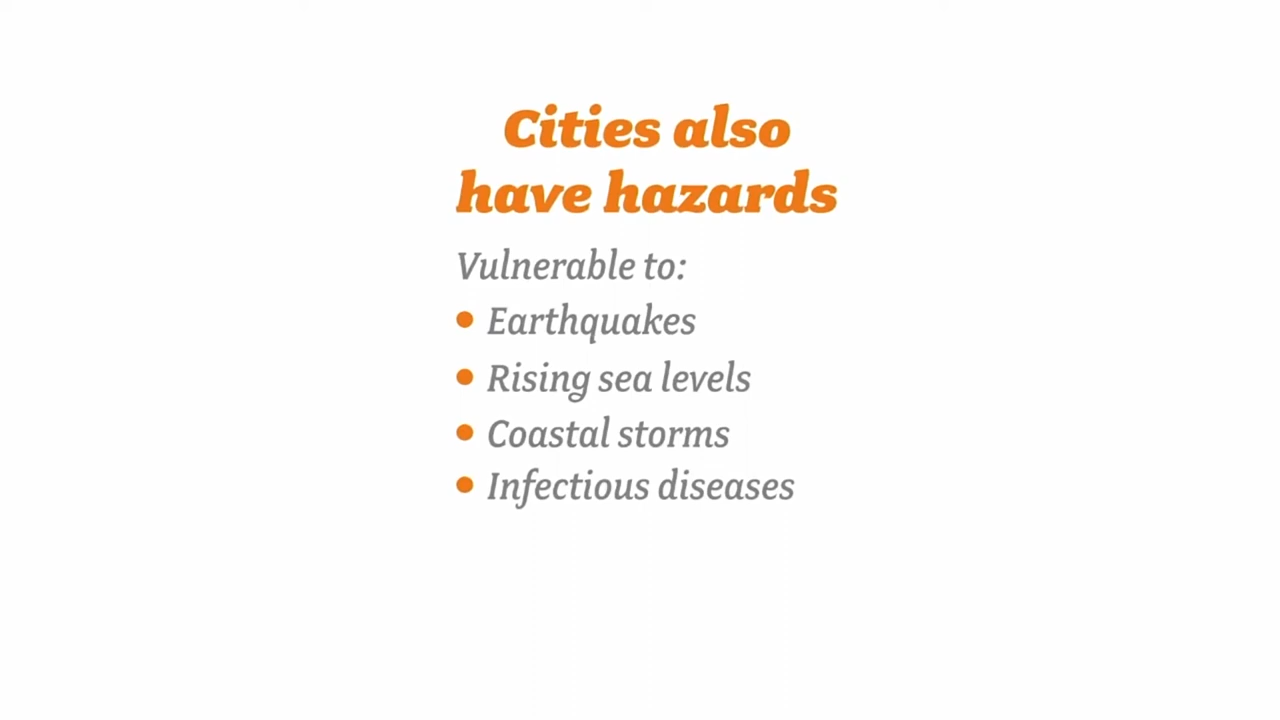 Cities also
have hazards
Vulnerable to:
• Earthquakes
• Rising sea levels
• Coastal storms
• Infectious diseases